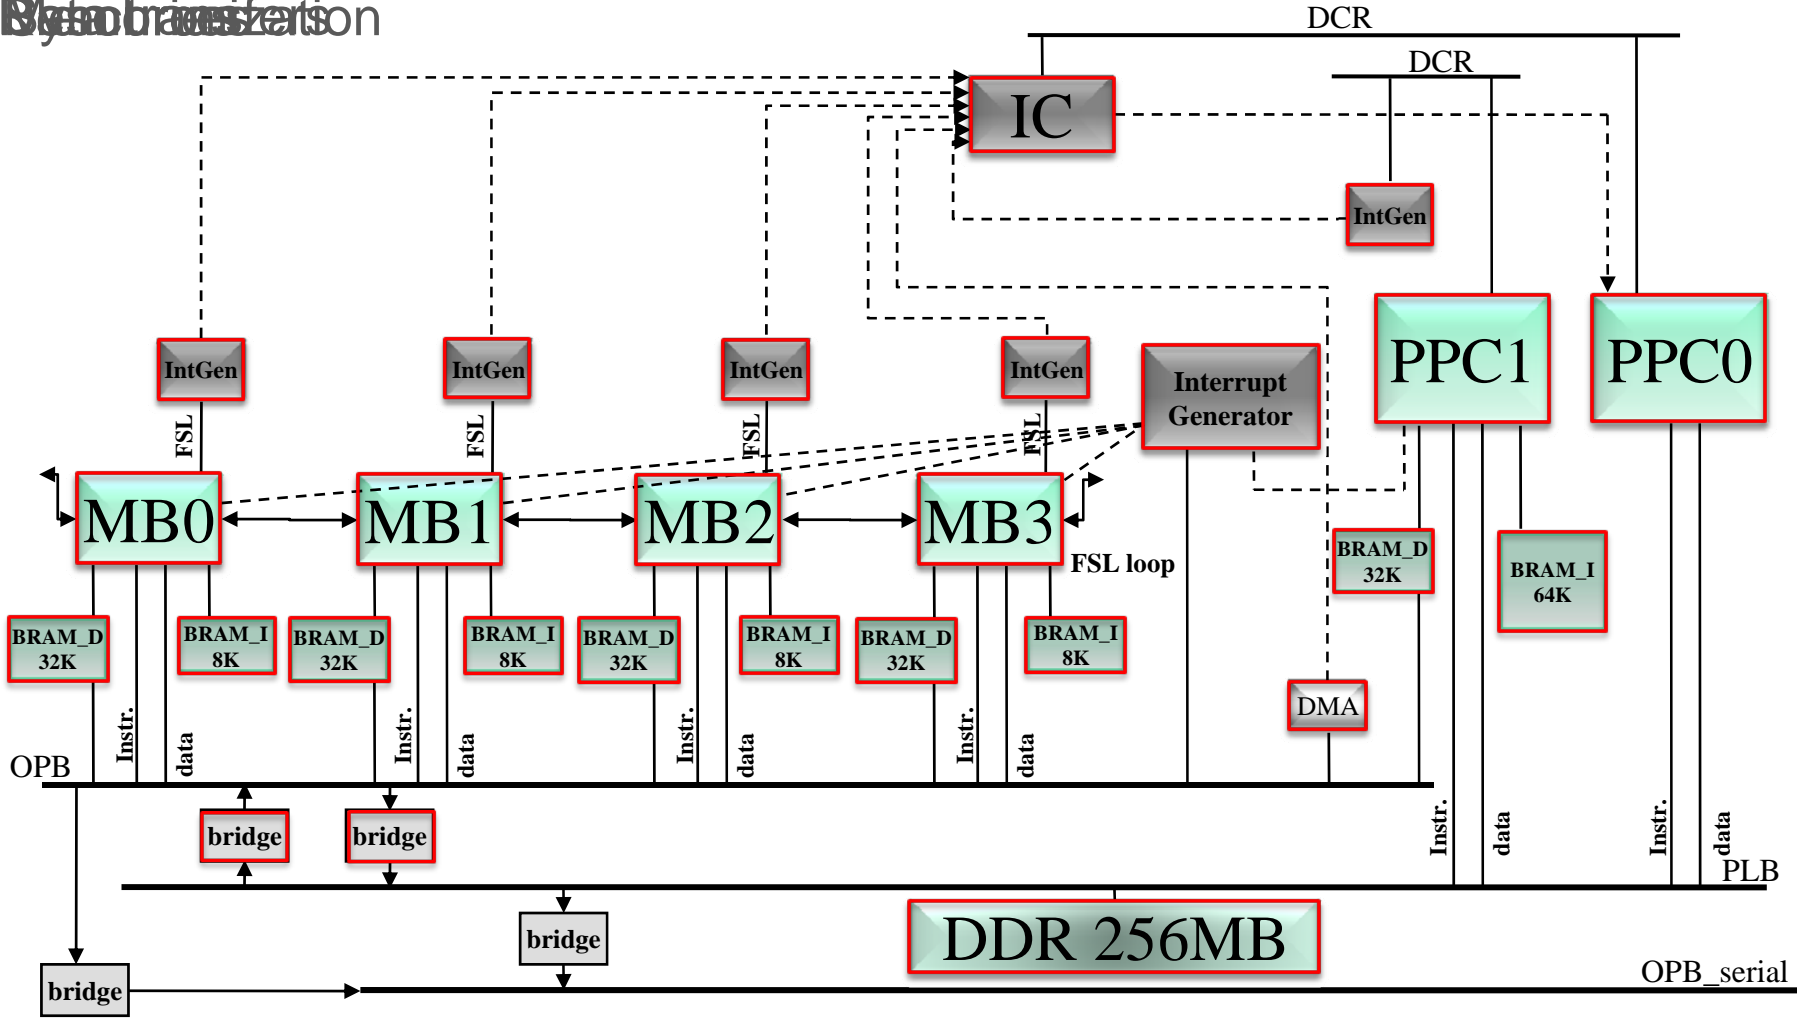 DCR
DCR
IC
IntGen
PPC1
PPC0
IntGen
IntGen
IntGen
IntGen
Interrupt
Generator
FSL
FSL
FSL
FSL
MB0
MB1
MB2
MB3
FSL loop
BRAM_D
32K
BRAM_I
64K
BRAM_D
32K
BRAM_I
8K
BRAM_D
32K
BRAM_I
8K
BRAM_D
32K
BRAM_I
8K
BRAM_D
32K
BRAM_I
8K
DMA
Instr.
data
Instr.
data
Instr.
data
Instr.
data
OPB
bridge
bridge
Instr.
data
Instr.
data
PLB
bridge
DDR 256MB
OPB_serial
bridge